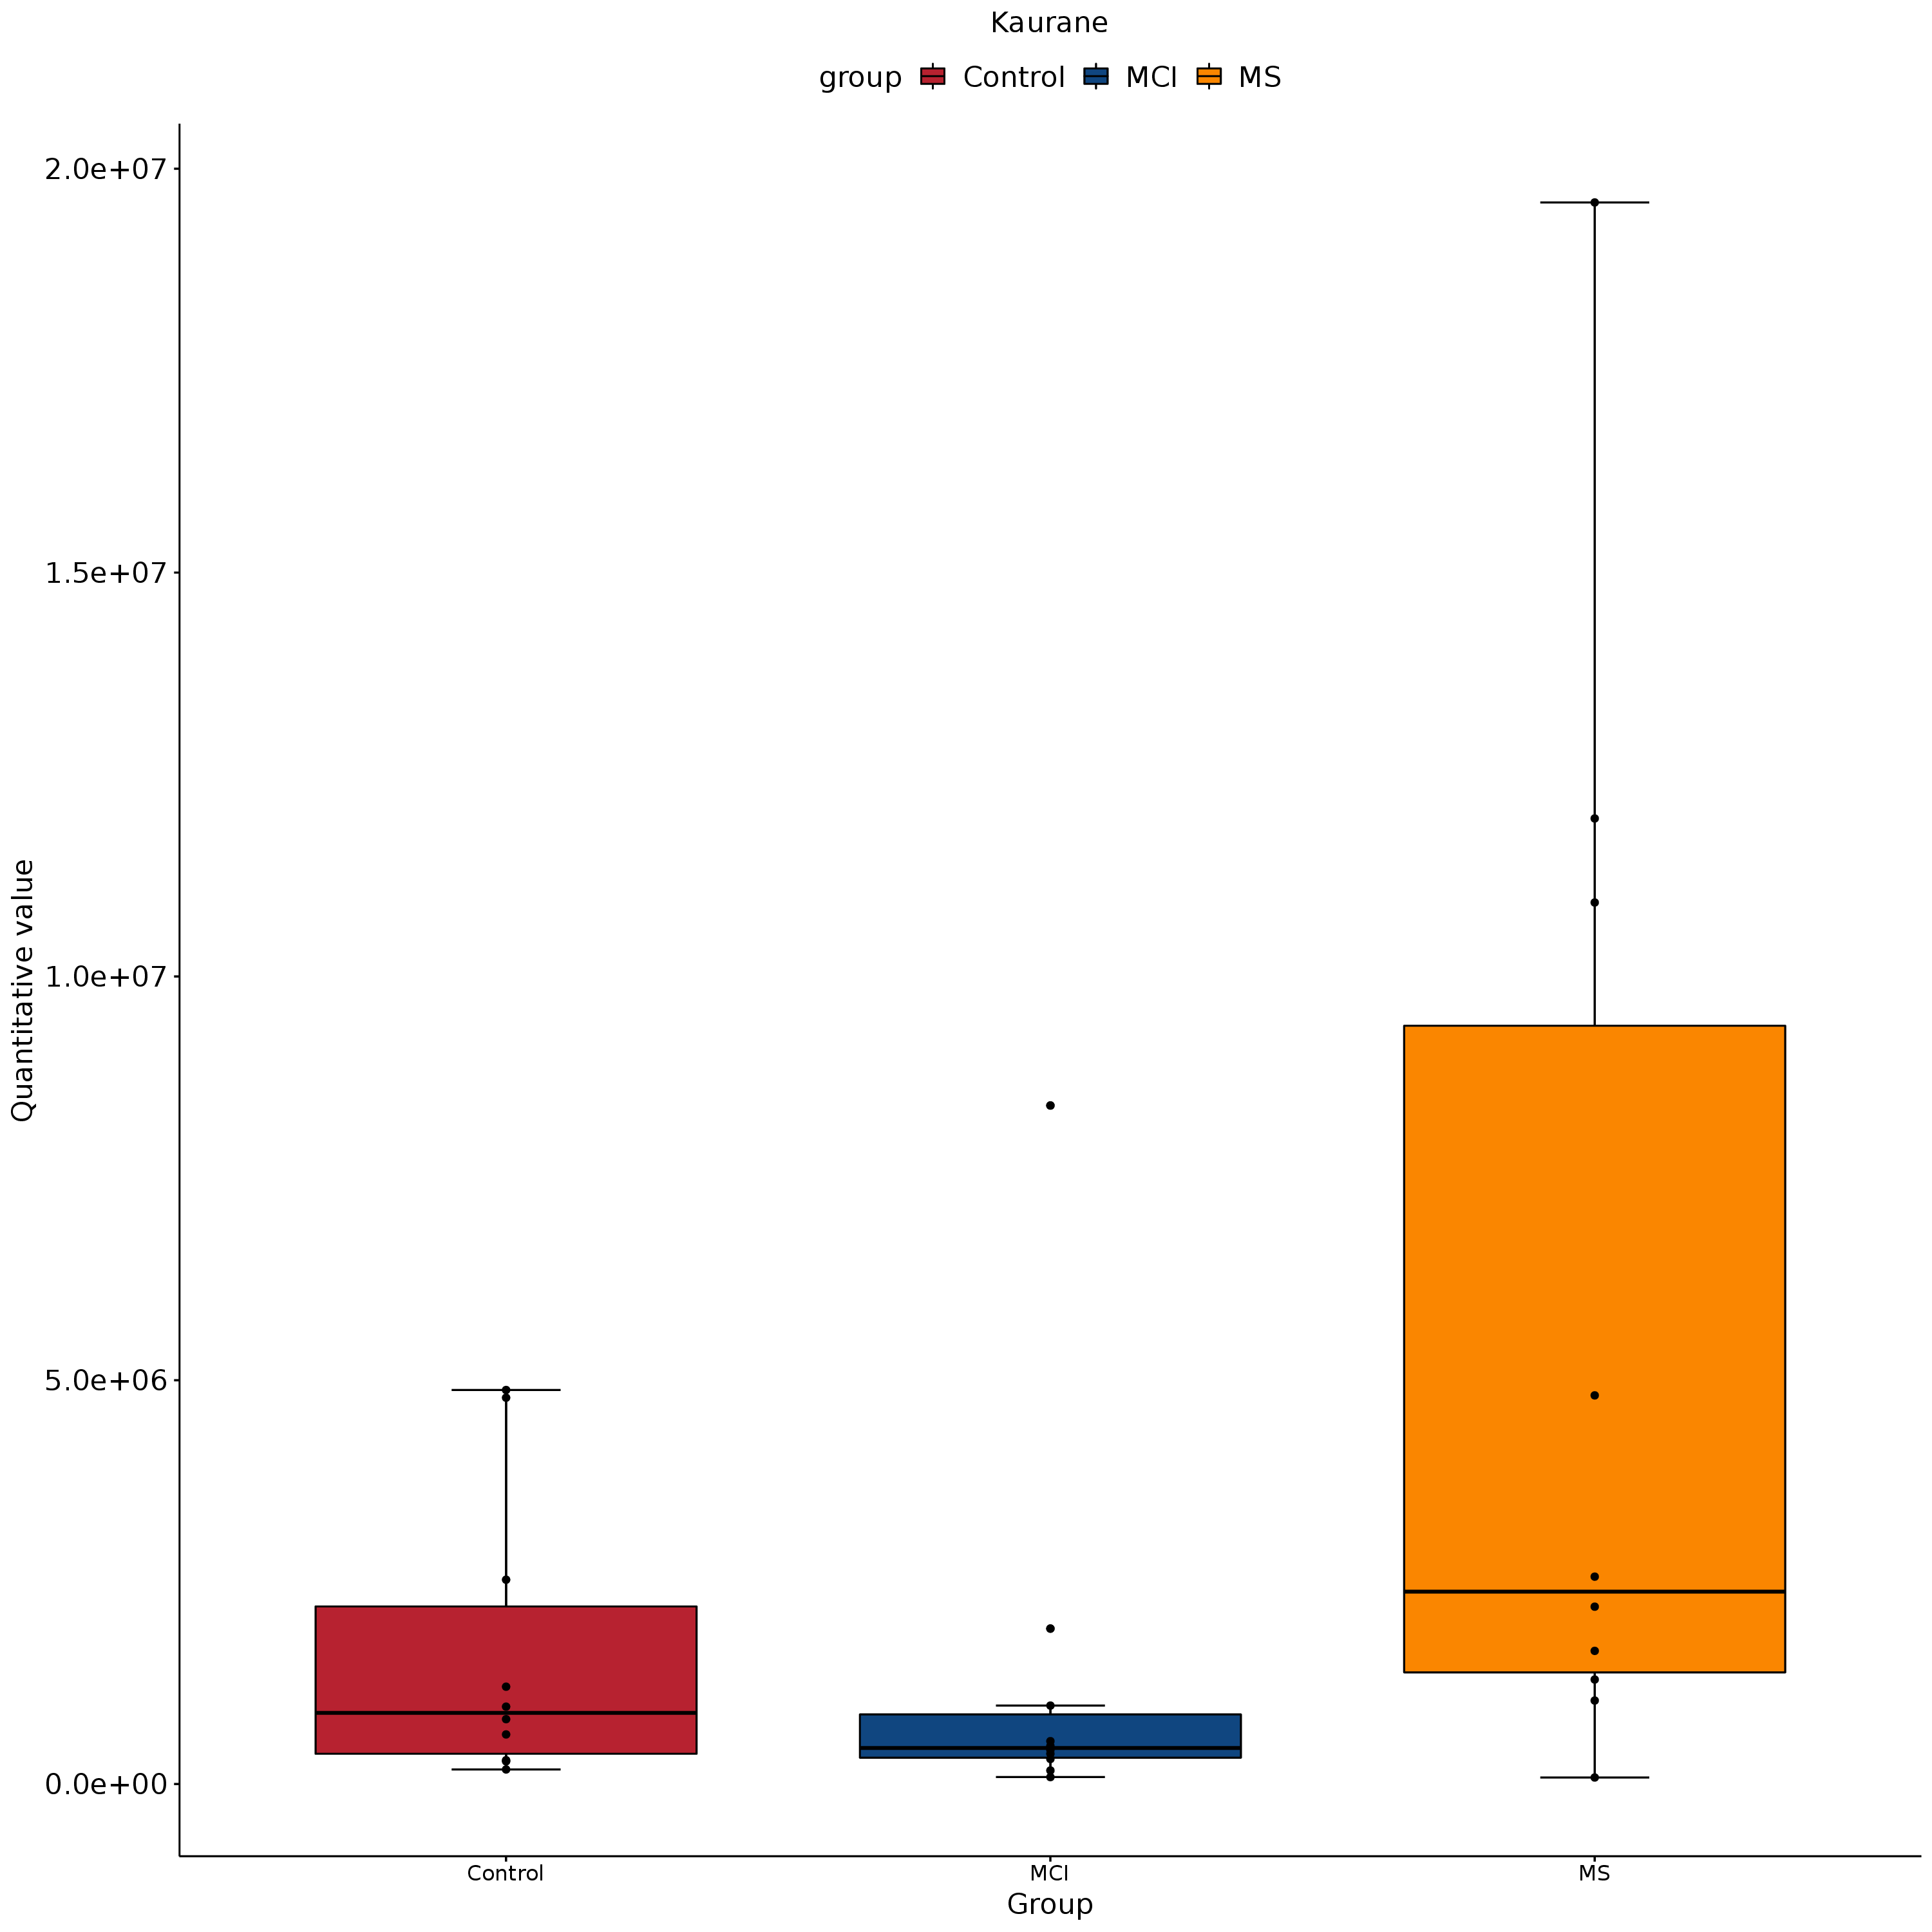 Kaurane
group Control MCI MS
2.0e+07
1.5e+07
1.0e+07
5.0e+06
0.0e+00
Quantitative value
Control MCI MS
Group